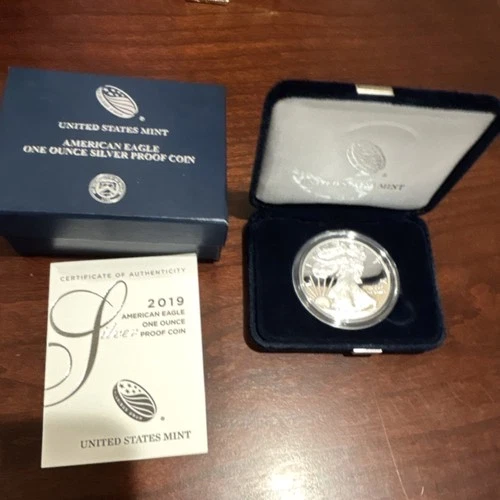 UNITED STATES MINT
AMERICAN EAGLE
ONE OUNCE SILVER PROOF COIN
MINT
CERTIFICATE OF AUTHENTICITY
2019
AMERICAN EAGLE
ONE OUNCE
Silver PROOF COIN
UNITED STATES MINT